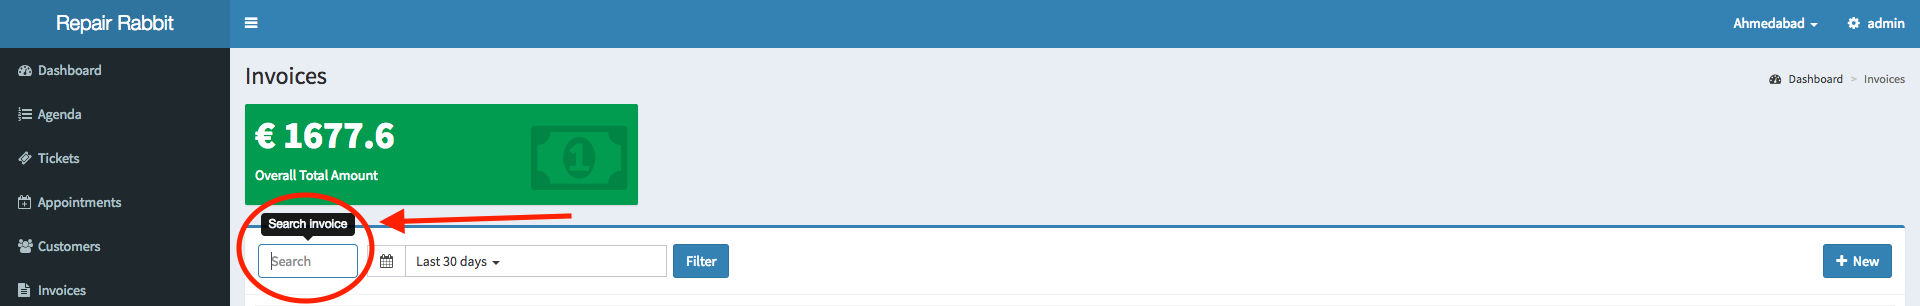 Repair Rabbit
Ahmedabad
admin
Dashboard
Agenda
Tickets
Appointments
Customers
Invoices
Invoices
Dashboard > Invoices
€ 1677.6
1
Overall Total Amount
Search invoice
Search
Last 30 days
Filter
+ New